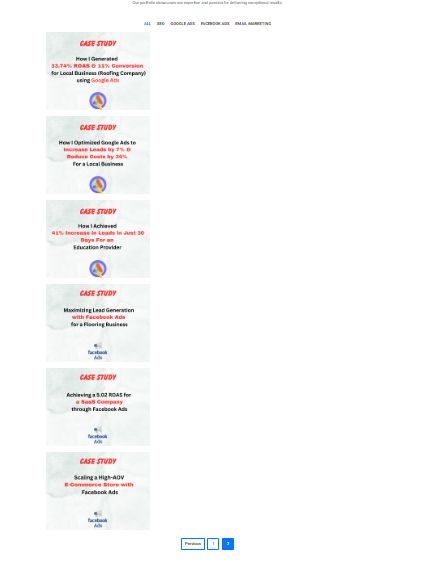 Our portfolio showcases our expertise and passion for delivering exceptional results.
ALL SEO GOOGLE ADS FACEBOOK ADS EMAIL MARKETING
CASE STUDY
How I Generated
33.74% ROAS & 11% Conversion
for Local Business (Roofing Company)
using Google Ads
CASE STUDY
How I Optimized Google Ads to
Increase Leads by 7% &
Reduce Costs by 34%
For a Local Business
CASE STUDY
How I Achieved
41% Increase in Leads in Just 30
Days For an
Education Provider
CASE STUDY
Maximizing Lead Generation
with Facebook Ads
for a Flooring Business
facebook
Ads
CASE STUDY
Achieving a 5.02 ROAS for
a SaaS Company
through Facebook Ads
facebook
Ads
CASE STUDY
Scaling a High-AOV
E-Commerce Store with
Facebook Ads
facebook
Ads
Previous 1 2